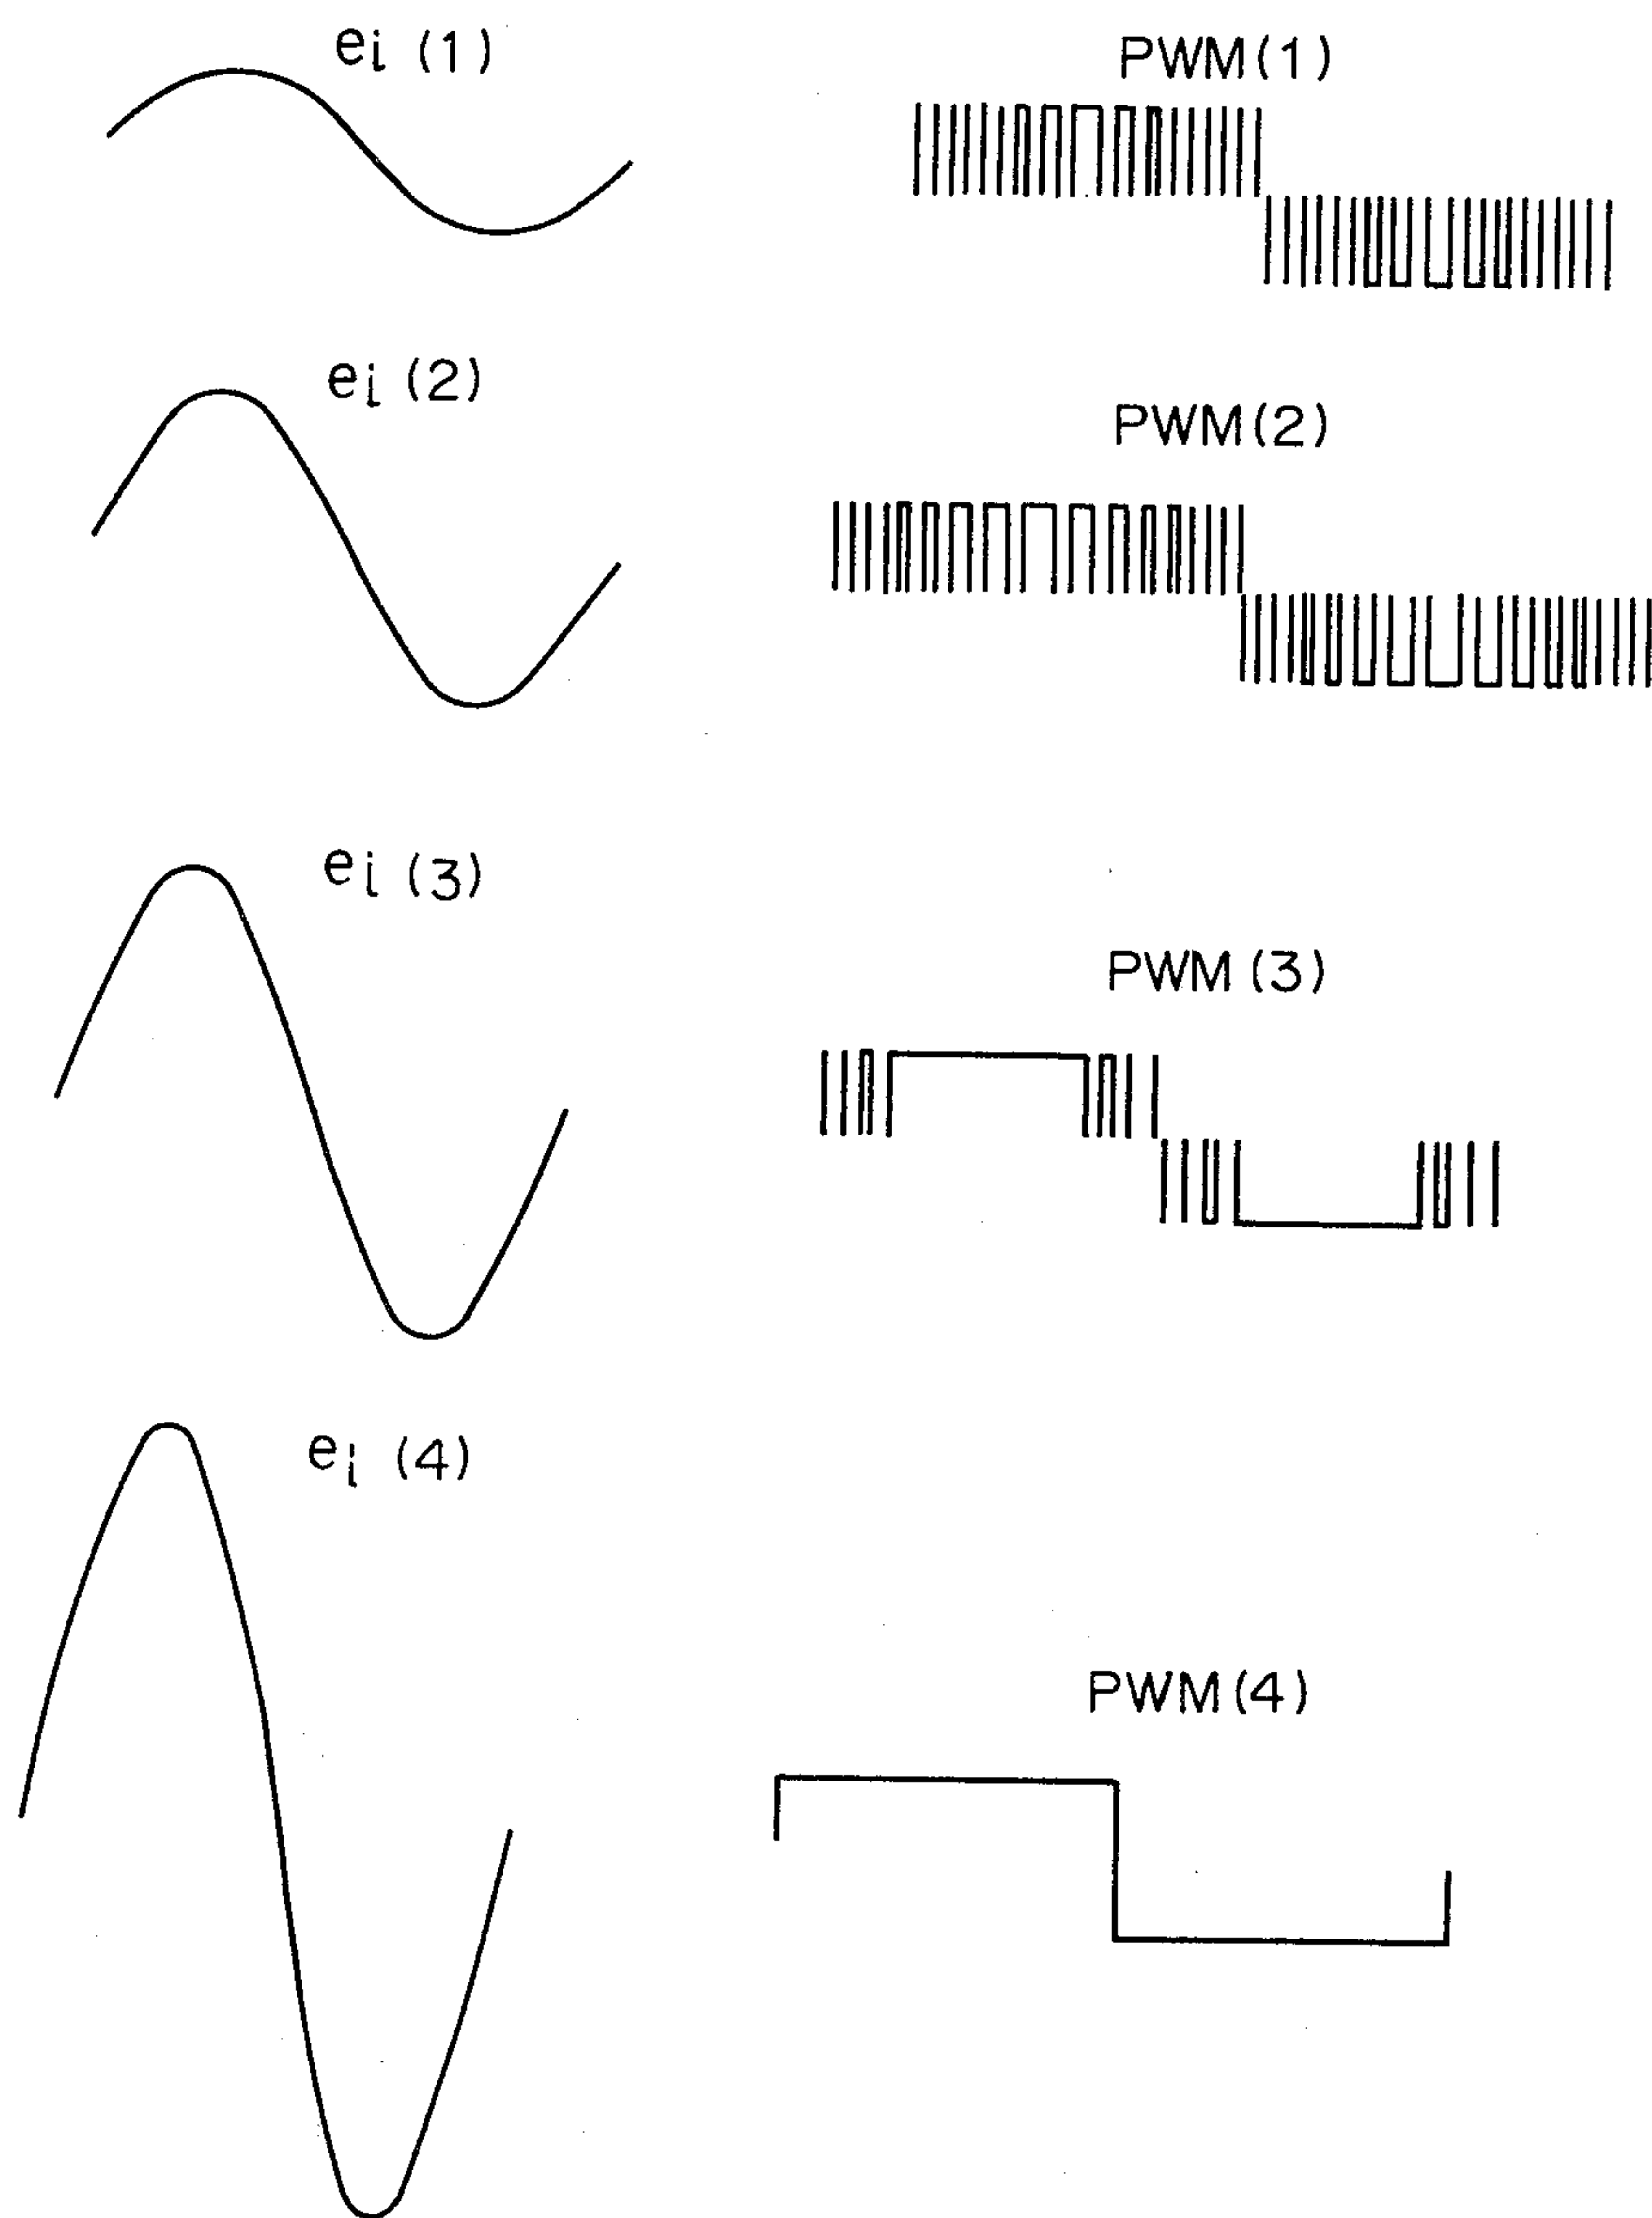 ei (1)
PWM(1)
ei (2)
PWM(2)
ei (3)
PWM(3)
ei (4)
PWM(4)